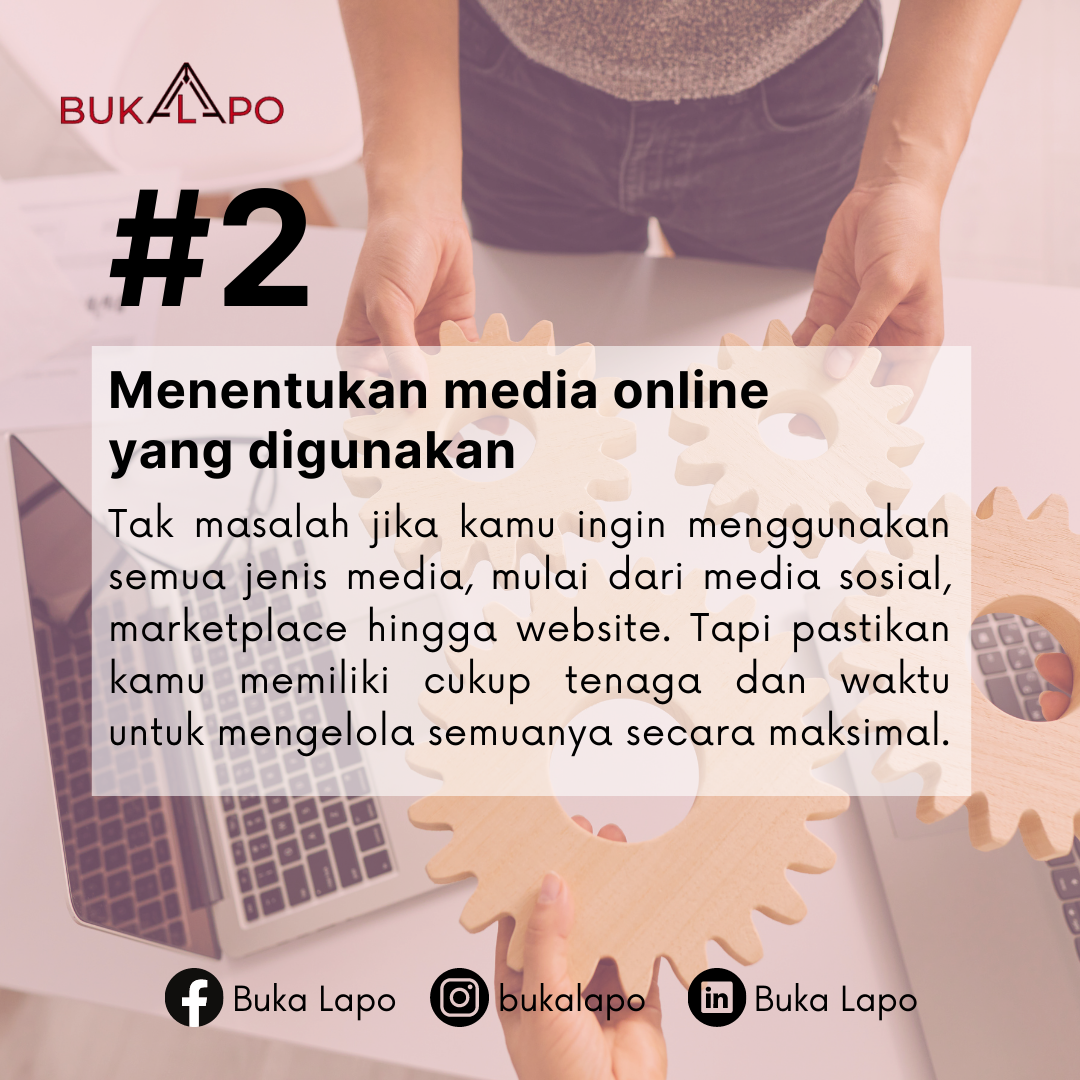 BUKALAPO
#2
Menentukan media online
yang digunakan
Tak masalah jika kamu ingin menggunakan
semua jenis media, mulai dari media sosial,
marketplace hingga website. Tapi pastikan
kamu memiliki cukup tenaga dan waktu
untuk mengelola semuanya secara maksimal.
Buka Lapo bukalapo Buka Lapo